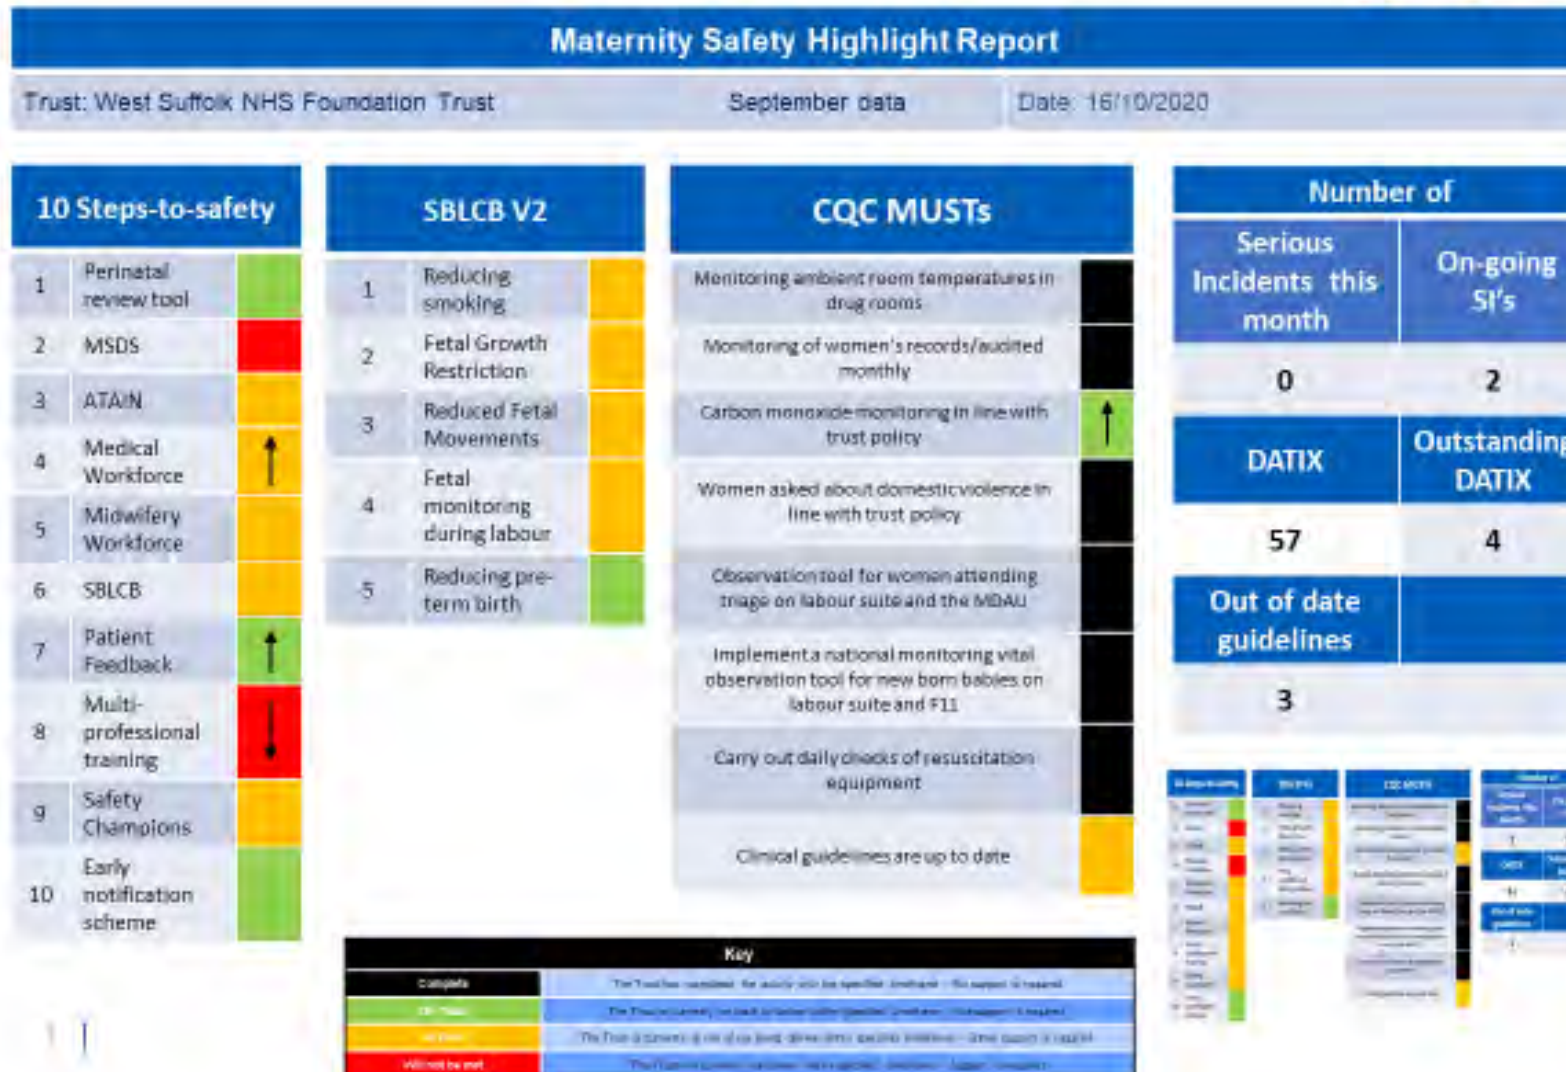 Maternity Safety Highlight Report
Trust: West Suffolk NHS Foundation Trust
September data
Date: 16/10/2020
10 Steps-to-safety
1 Perinatal
review tool
2 MSDS
3 ATAIN
4 Medical
Workforce
5 Midwifery
Workforce
6 SBLCB
7 Patient
Feedback
8 Multi-
professional
training
9 Safety
Champions
10 Early
notification
scheme
SBLCB V2
1 Reducing
smoking
2 Fetal Growth
Restriction
3 Reduced Fetal
Movements
4 Fetal
monitoring
during labour
5 Reducing pre-
term birth
CQC MUSTs
Monitoring ambient room temperatures in
drug rooms
Monitoring of women's records/audited
monthly
Carbon monoxide monitoring in line with
trust policy
Women asked about domestic violence in
line with trust policy
Observation tool for women attending
triage on labour suite and the MDAU
Implement a national monitoring vital
observation tool for new born babies on
labour suite and F11
Carry out daily checks of resuscitation
equipment
Clinical guidelines are up to date
Number of
Serious
Incidents this
month
On-going
SI's
0
2
DATIX
Outstanding
DATIX
57
4
Out of date
guidelines
3
Key
Complete
Will not be met
CQC MUSTs